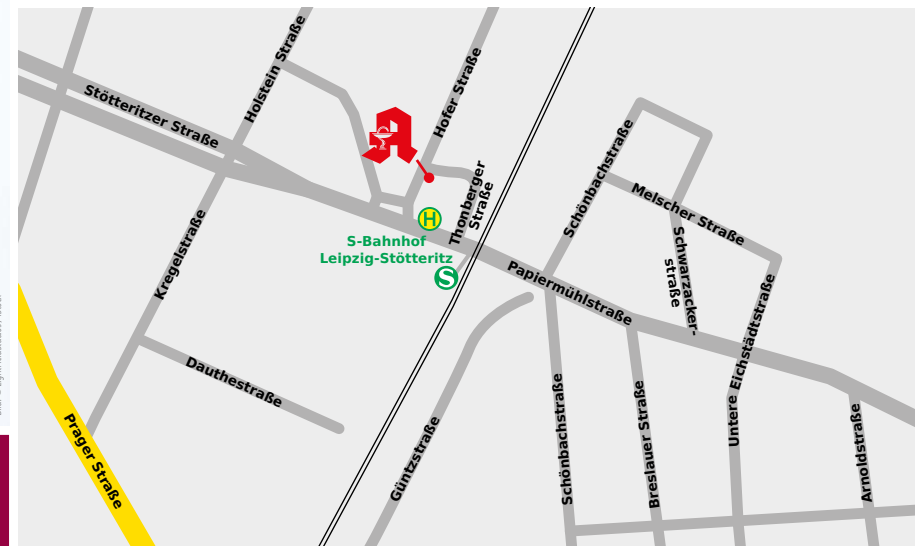 Holstein Straße
Hofer Straße
Stötteritzer Straße
Schönbachstraße
Thonberger
Straße
Melscher Straße
H
Kregelstraße
S-Bahnhof
Leipzig-Stötteritz
S
Schwarzacker-
straße
Papiermühlstraße
Untere Eichstädtstraße
Dauthestraße
Prager Straße
Güntzstraße
Schönbachstraße
Breslauer Straße
Arnoldstraße